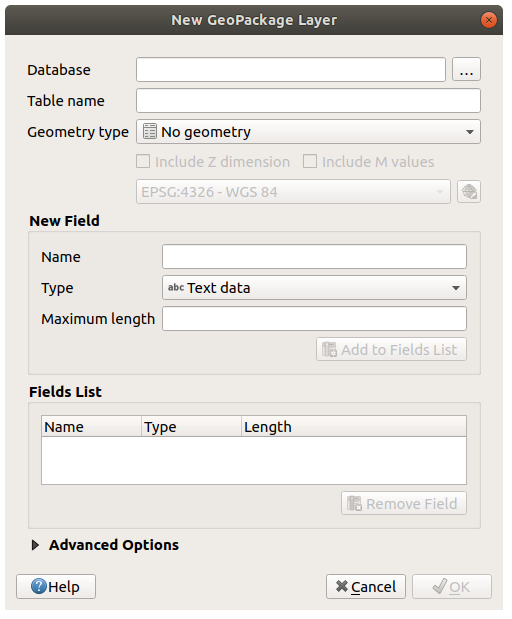 New GeoPackage Layer
Database
...
Table name
Geometry type No geometry
Include Z dimension Include M values
EPSG:4326 - WGS 84
New Field
Name
Type abc Text data
Maximum length
Add to Fields List
Fields List
Name Type Length
Remove Field
Advanced Options
Help Cancel OK